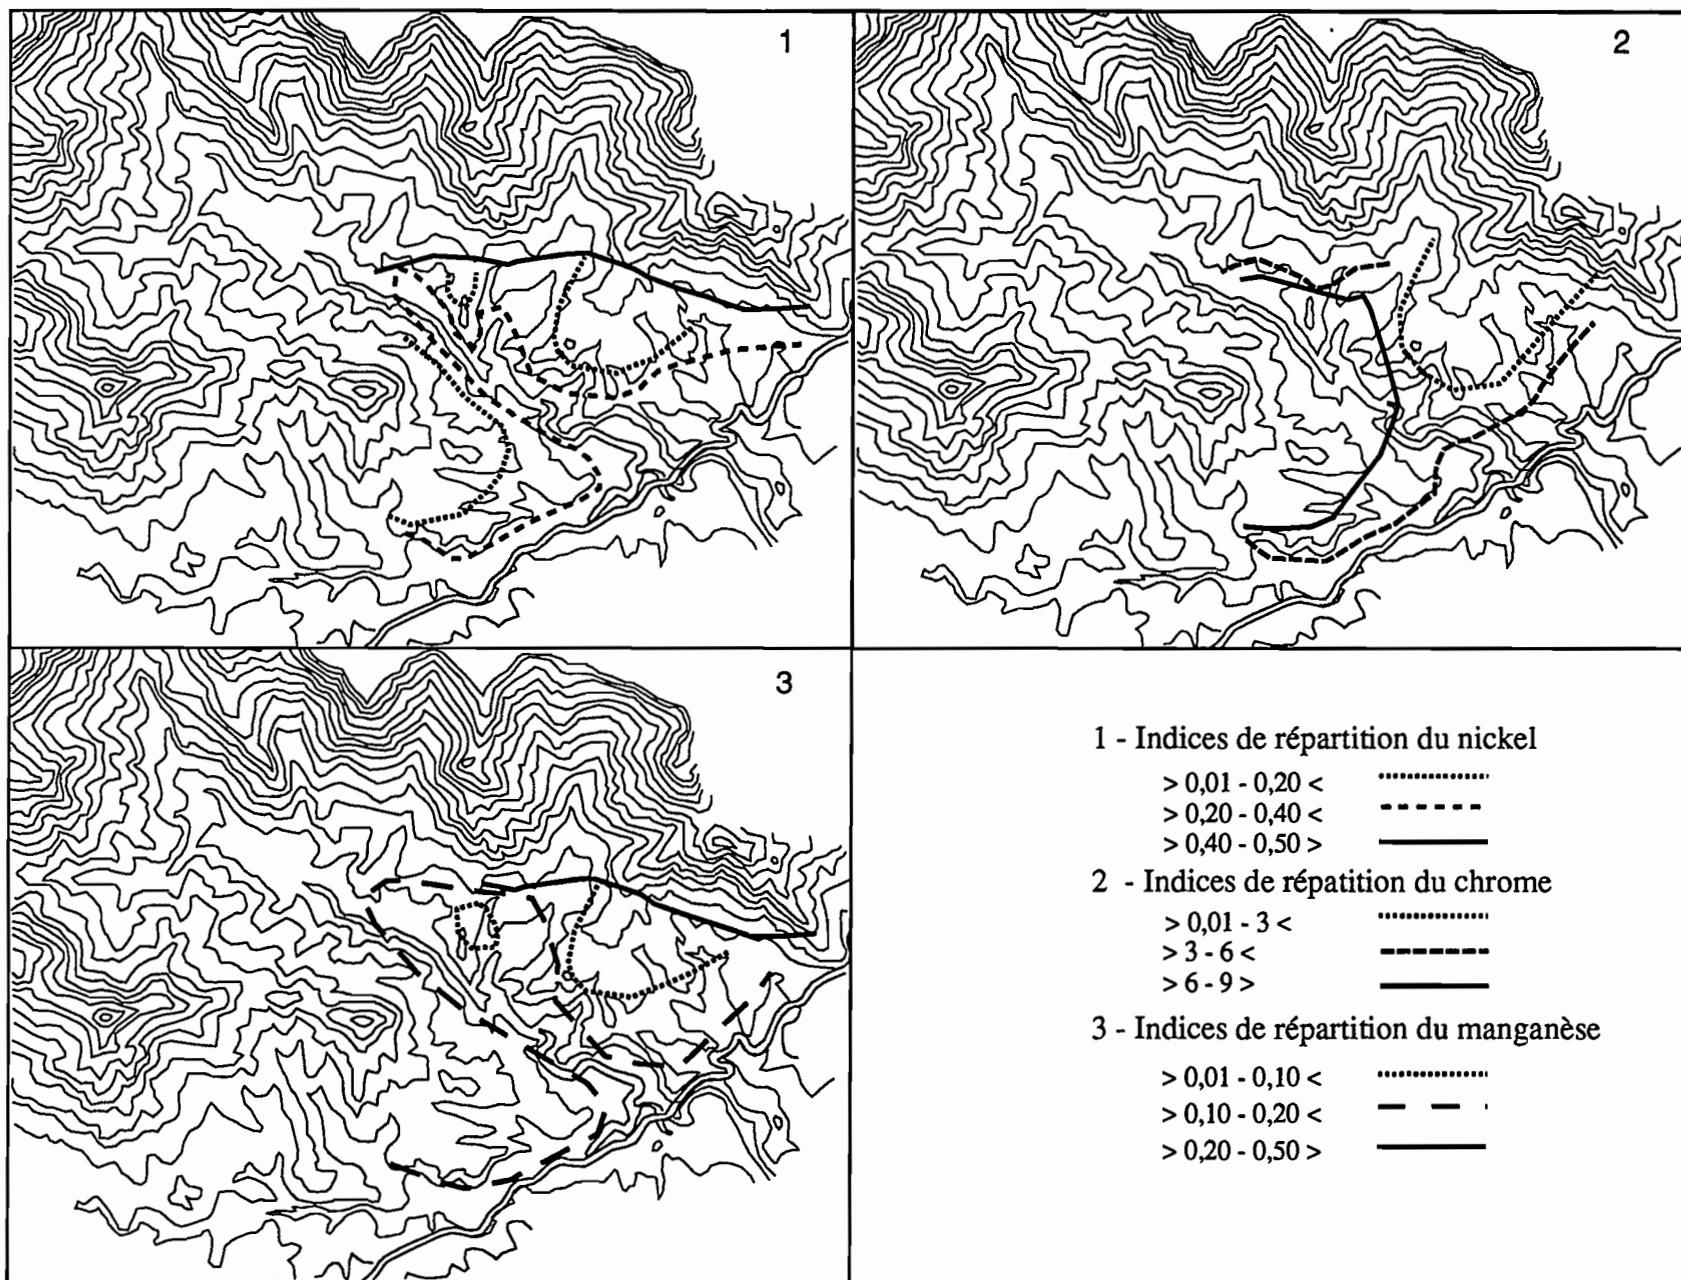 1
2
3
1 - Indices de répartition du nickel
> 0,01 - 0,20 <
> 0,20 - 0,40 <
> 0,40 - 0,50 >
2 - Indices de répatition du chrome
> 0,01 - 3 <
> 3 - 6 <
> 6 - 9 >
3 - Indices de répartition du manganèse
> 0,01 - 0,10 <
> 0,10 - 0,20 <
> 0,20 - 0,50 >